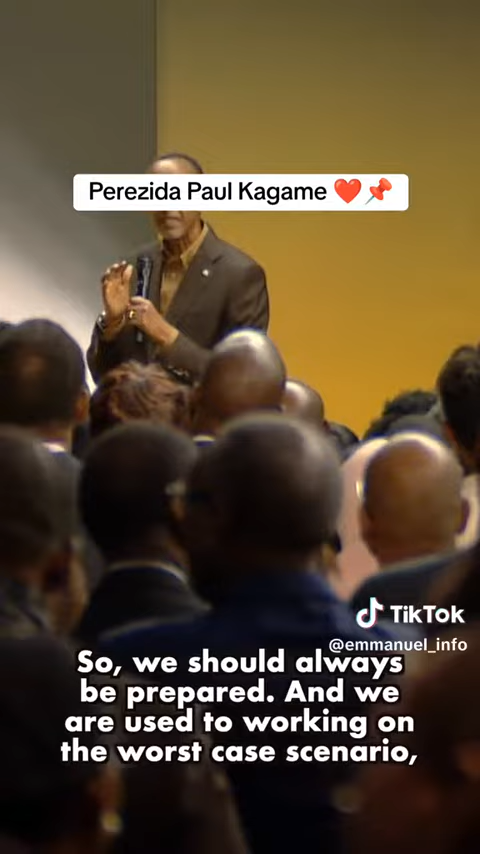 Perezida Paul Kagame ❤️📌
TikTok
@emmanuel_info
So, we should always
be prepared. And we
are used to working on
the worst case scenario,